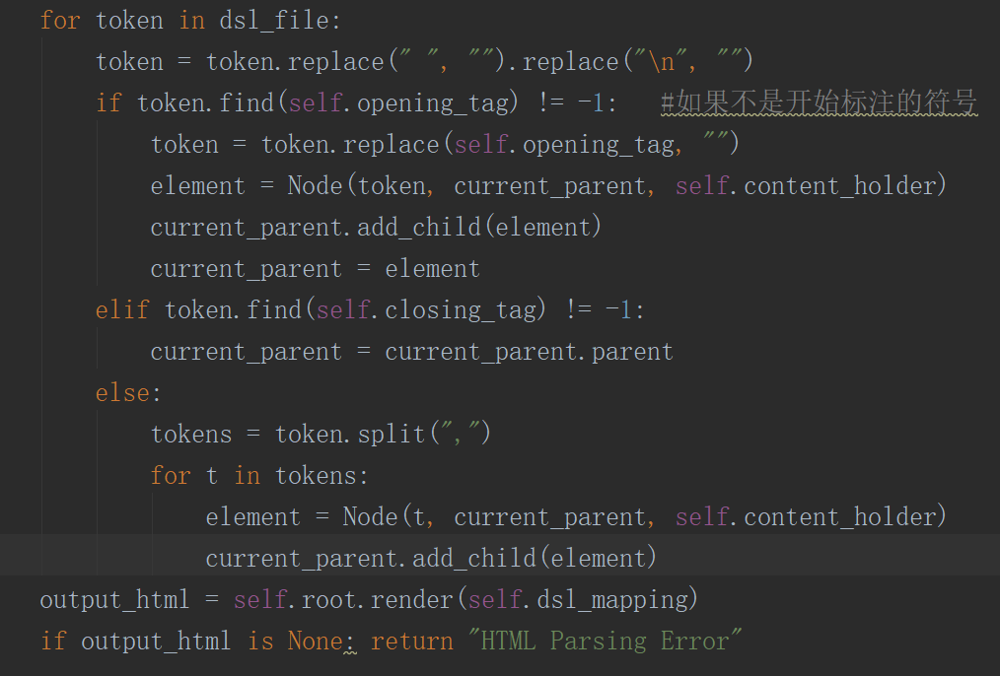 for token in dsl_file:
token = token.replace(" ", "").replace("\n", "")
if token.find(self.opening_tag) != -1:   #如果不是开始标注的符号
token = token.replace(self.opening_tag, "")
element = Node(token, current_parent, self.content_holder)
current_parent.add_child(element)
current_parent = element
elif token.find(self.closing_tag) != -1:
current_parent = current_parent.parent
else:
tokens = token.split(",")
for t in tokens:
element = Node(t, current_parent, self.content_holder)
current_parent.add_child(element)
output_html = self.root.render(self.dsl_mapping)
if output_html is None: return "HTML Parsing Error"